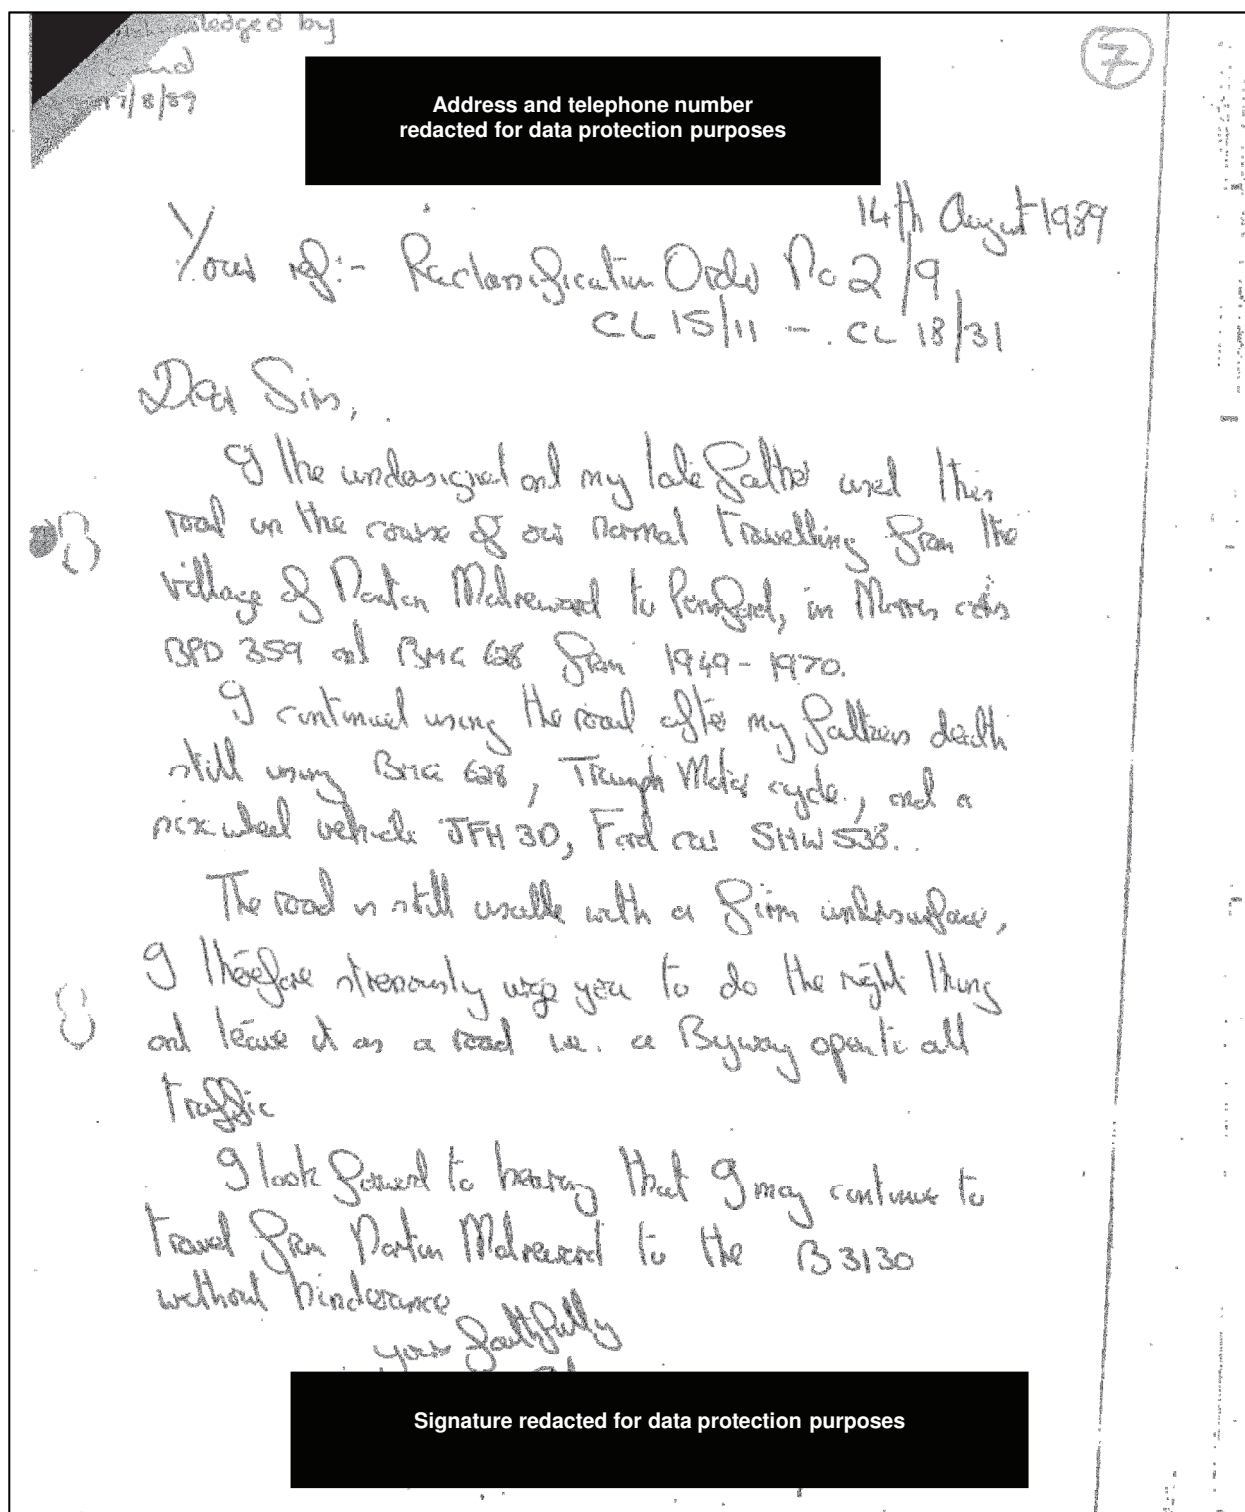 ledged by
7/8/89
7
Address and telephone number
redacted for data protection purposes
14th August 1989
Your ref:- Reclassification Order No 2/9
CL 15/11 - CL 18/31
Dear Sirs,
I the undersigned and my late father used this
road in the course of our normal travelling from the
village of Norton Malreward to Pensford, in Morris cars
BPD 359 and BMG 628 from 1949-1970.
I continued using the road after my fathers death
still using BMG 628, Triumph Motor cycle, and a
six wheel vehicle JFH 30, Ford car SHW 538.
The road is still usable with a firm undersurface,
I therefore strenously urge you to do the right thing
and leave it as a road i.e. a Byway open to all
traffic
I look forward to hearing that I may continue to
travel from Norton Malreward to the B3130
without hinderance
yours faithfully
Signature redacted for data protection purposes